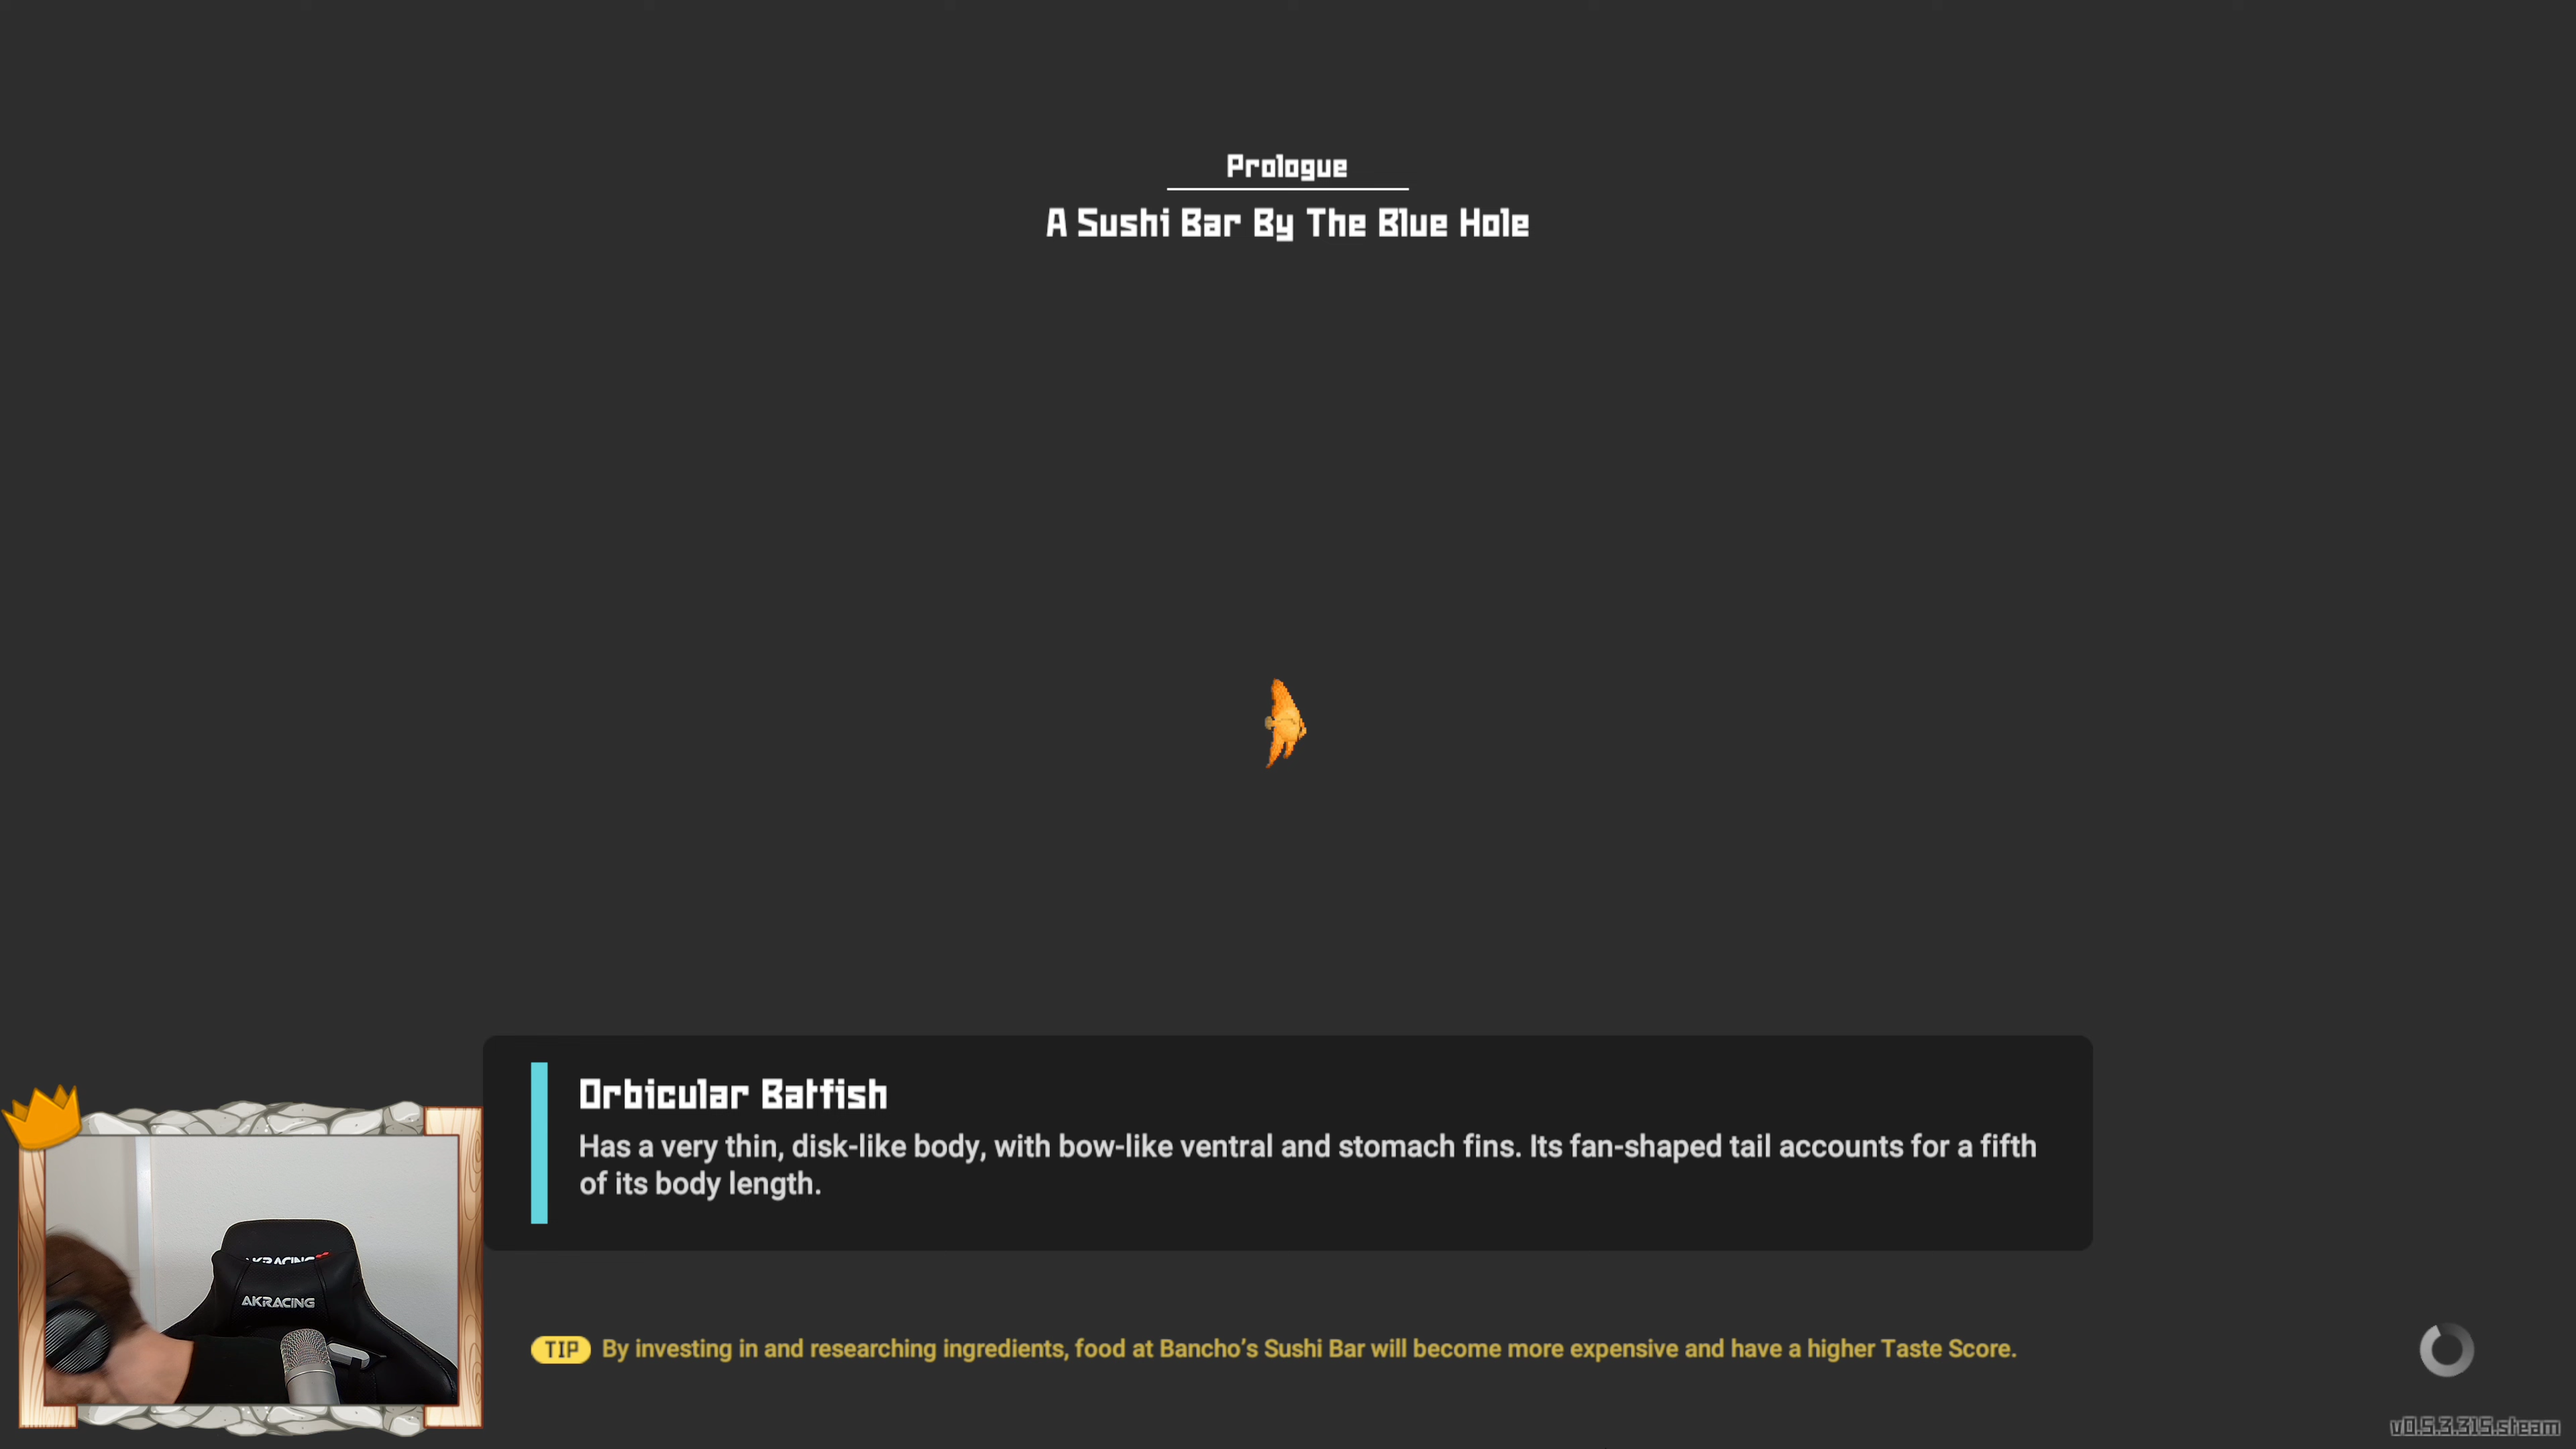 Prologue
A Sushi Bar By The Blue Hole
Orbicular Batfish
Has a very thin, disk-like body, with bow-like ventral and stomach fins. Its fan-shaped tail accounts for a fifth
of its body length.
AKRACING
AKRACING
TIP By investing in and researching ingredients, food at Bancho's Sushi Bar will become more expensive and have a higher Taste Score.
v0.5.3.315.steam